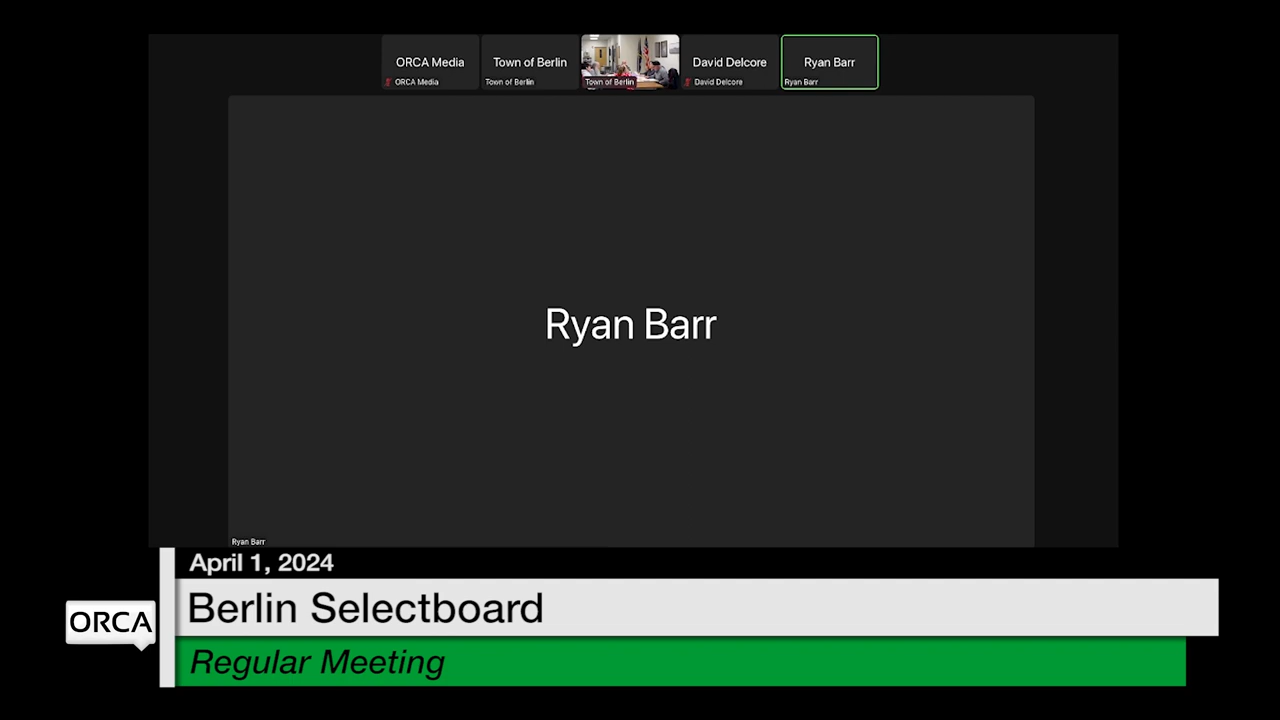 ORCA Media
Town of Berlin
David Delcore
Ryan Barr
ORCA Media
Town of Berlin
Town of Berlin
David Delcore
Ryan Barr
Ryan Barr
Ryan Barr
April 1, 2024
Berlin Selectboard
ORCA
Regular Meeting